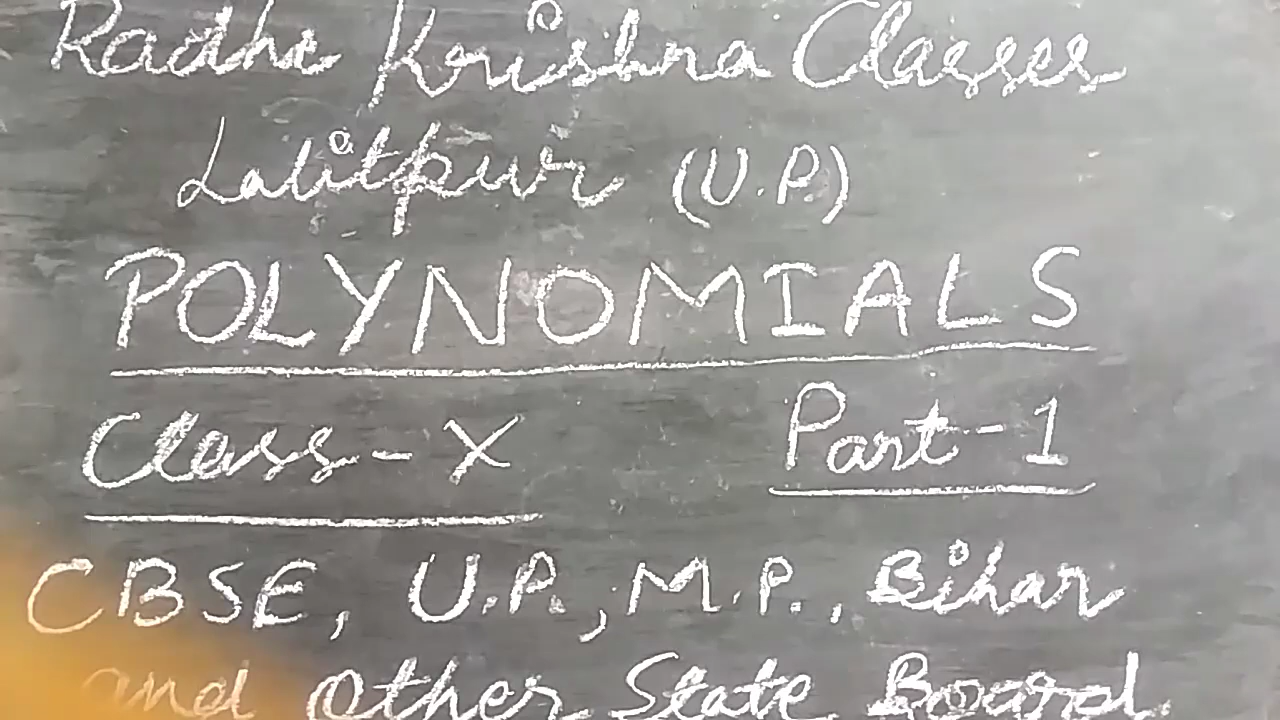 Radhe Krishna Classes
Lalitpur (U.P.)
POLYNOMIALS
Class-X Part-1
CBSE, U.P., M.P., Bihar
and other State Board